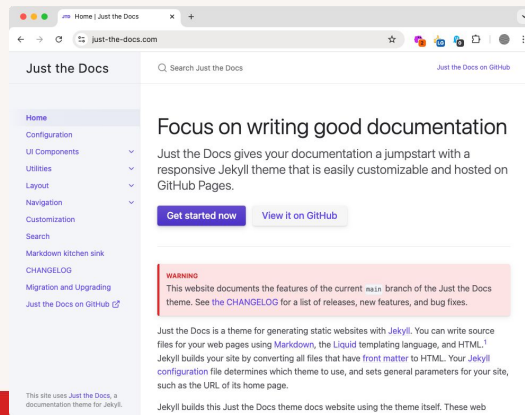 Home | Just the Docs
just-the-docs.com
Just the Docs
Search Just the Docs
Just the Docs on GitHub
Home
Configuration
UI Components
Utilities
Layout
Navigation
Customization
Search
Markdown kitchen sink
CHANGELOG
Migration and Upgrading
Just the Docs on GitHub
This site uses Just the Docs, a
documentation theme for Jekyll.
Focus on writing good documentation
Just the Docs gives your documentation a jumpstart with a
responsive Jekyll theme that is easily customizable and hosted on
GitHub Pages.
Get started now
View it on GitHub
WARNING
This website documents the features of the current main branch of the Just the Docs
theme. See the CHANGELOG for a list of releases, new features, and bug fixes.
Just the Docs is a theme for generating static websites with Jekyll. You can write source
files for your web pages using Markdown, the Liquid templating language, and HTML.1
Jekyll builds your site by converting all files that have front matter to HTML. Your Jekyll
configuration file determines which theme to use, and sets general parameters for your site,
such as the URL of its home page.
Jekyll builds this Just the Docs theme docs website using the theme itself. These web